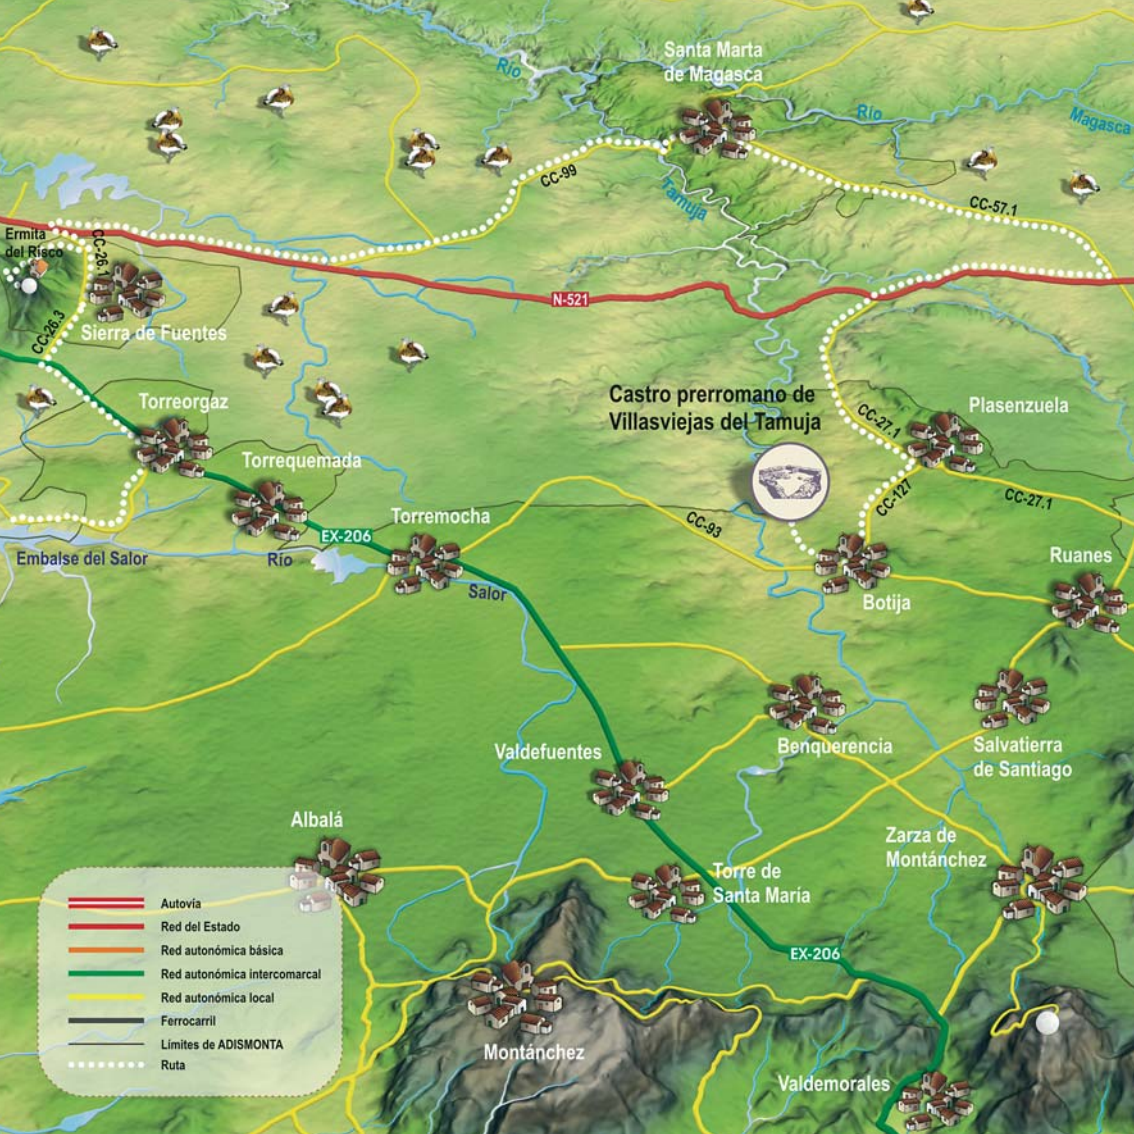 Santa Marta
de Magasca
Río
Río
Magasca
CC-99
Tamuja
CC-57.1
Ermita
del Risco
CC-26.1
N-521
Sierra de Fuentes
CC-26.3
Castro prerromano de
Villasviejas del Tamuja
Torreorgaz
Plasenzuela
CC-27.1
Torrequemada
CC-127
CC-27.1
Torremocha
CC-93
EX-206
Embalse del Salor
Río
Ruanes
Salor
Botija
Valdefuentes
Benquerencia
Salvatierra
de Santiago
Albalá
Zarza de
Montánchez
Torre de
Santa María
EX-206
Autovía
Red del Estado
Red autonómica básica
Red autonómica intercomarcal
Red autonómica local
Ferrocarril
Límites de ADISMONTA
Ruta
Montánchez
Valdemorales